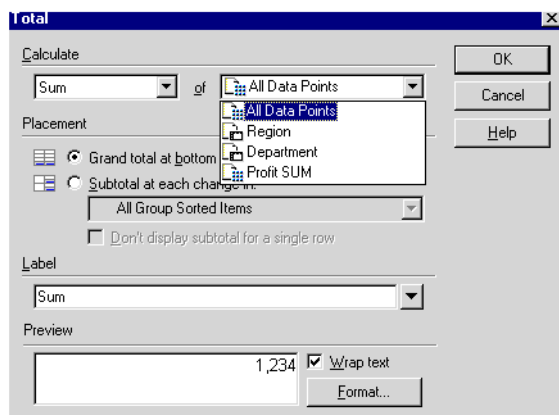 Total
Calculate
OK
Sum of All Data Points
Cancel
All Data Points
Placement
Region
Help
Grand total at bottom
Department
Subtotal at each change in:
Profit SUM
All Group Sorted Items
Don't display subtotal for a single row
Label
Sum
Preview
1,234
Wrap text
Format...